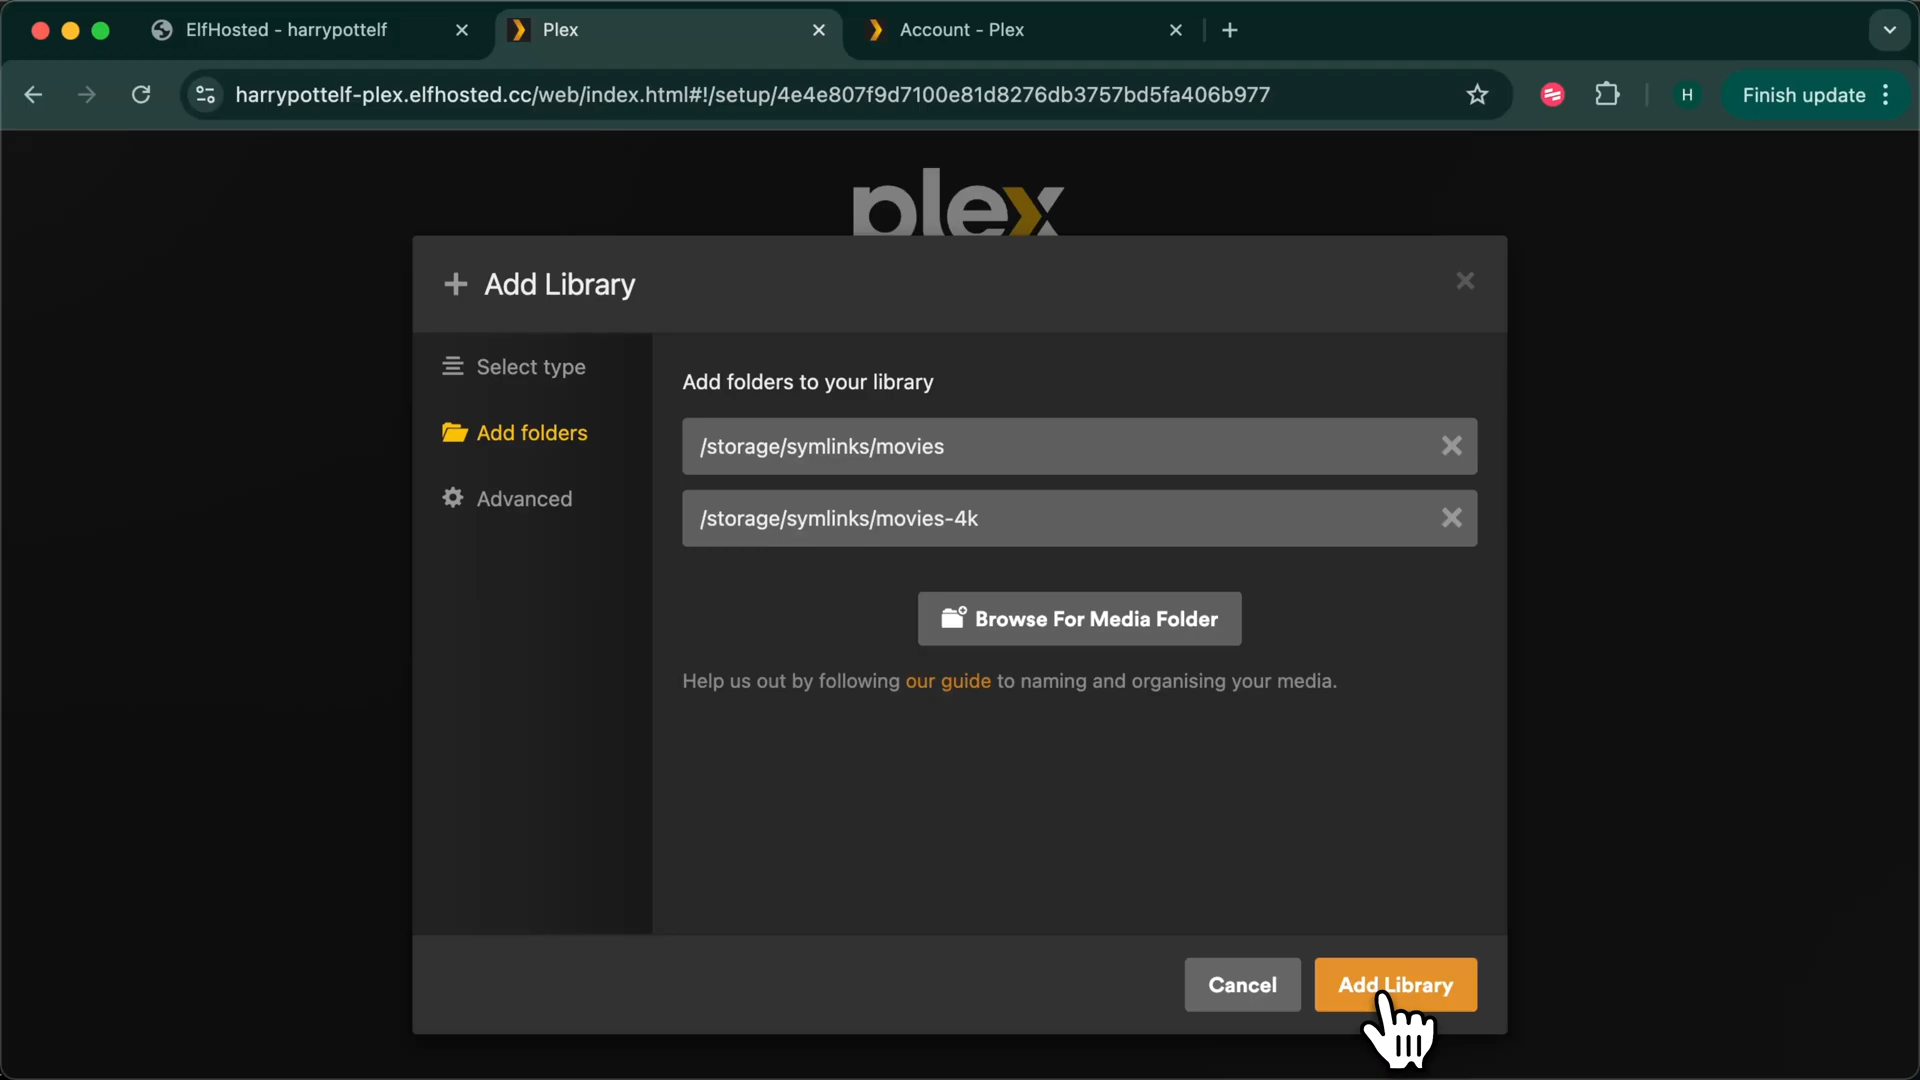 ElfHosted - harrypottelf
Plex
Account - Plex
harrypottelf-plex.elfhosted.cc/web/index.html#!/setup/4e4e807f9d7100e81d8276db3757bd5fa406b977
H
Finish update
plex
Add Library
Select type
Add folders
Advanced
Add folders to your library
/storage/symlinks/movies
/storage/symlinks/movies-4k
Browse For Media Folder
Help us out by following our guide to naming and organising your media.
Cancel
Add Library